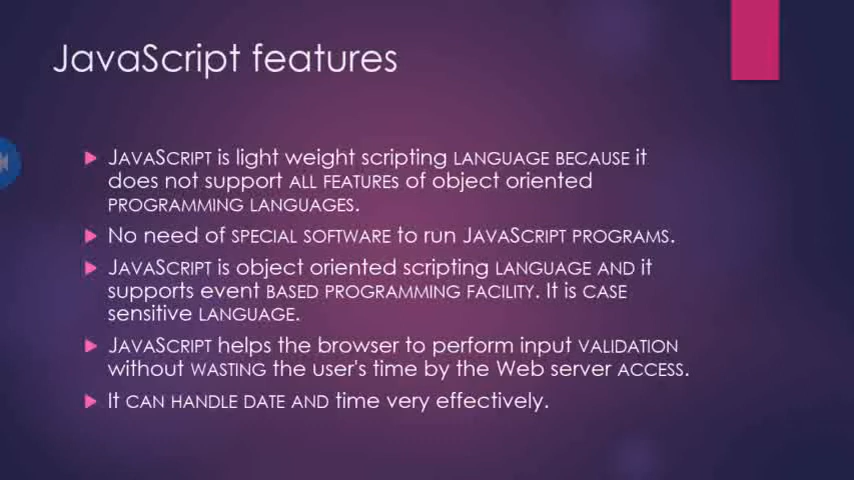 JavaScript features
JAVASCRIPT is light weight scripting LANGUAGE BECAUSE it
does not support ALL FEATUREs of object oriented
PROGRAMMING LANGUAGES.
No need of SPECIAL SOFTWARE to run JAVASCRIPT PROGRAMS.
JAVASCRIPT is object oriented scripting LANGUAGE AND it
supports event BASED PROGRAMMING FACILITY. It is CASE
sensitive LANGUAGE.
JAVASCRIPT helps the browser to perform input VALIDATION
without WASTING the user's time by the Web server ACCESS.
It CAN HANDLE DATE AND time very effectively.